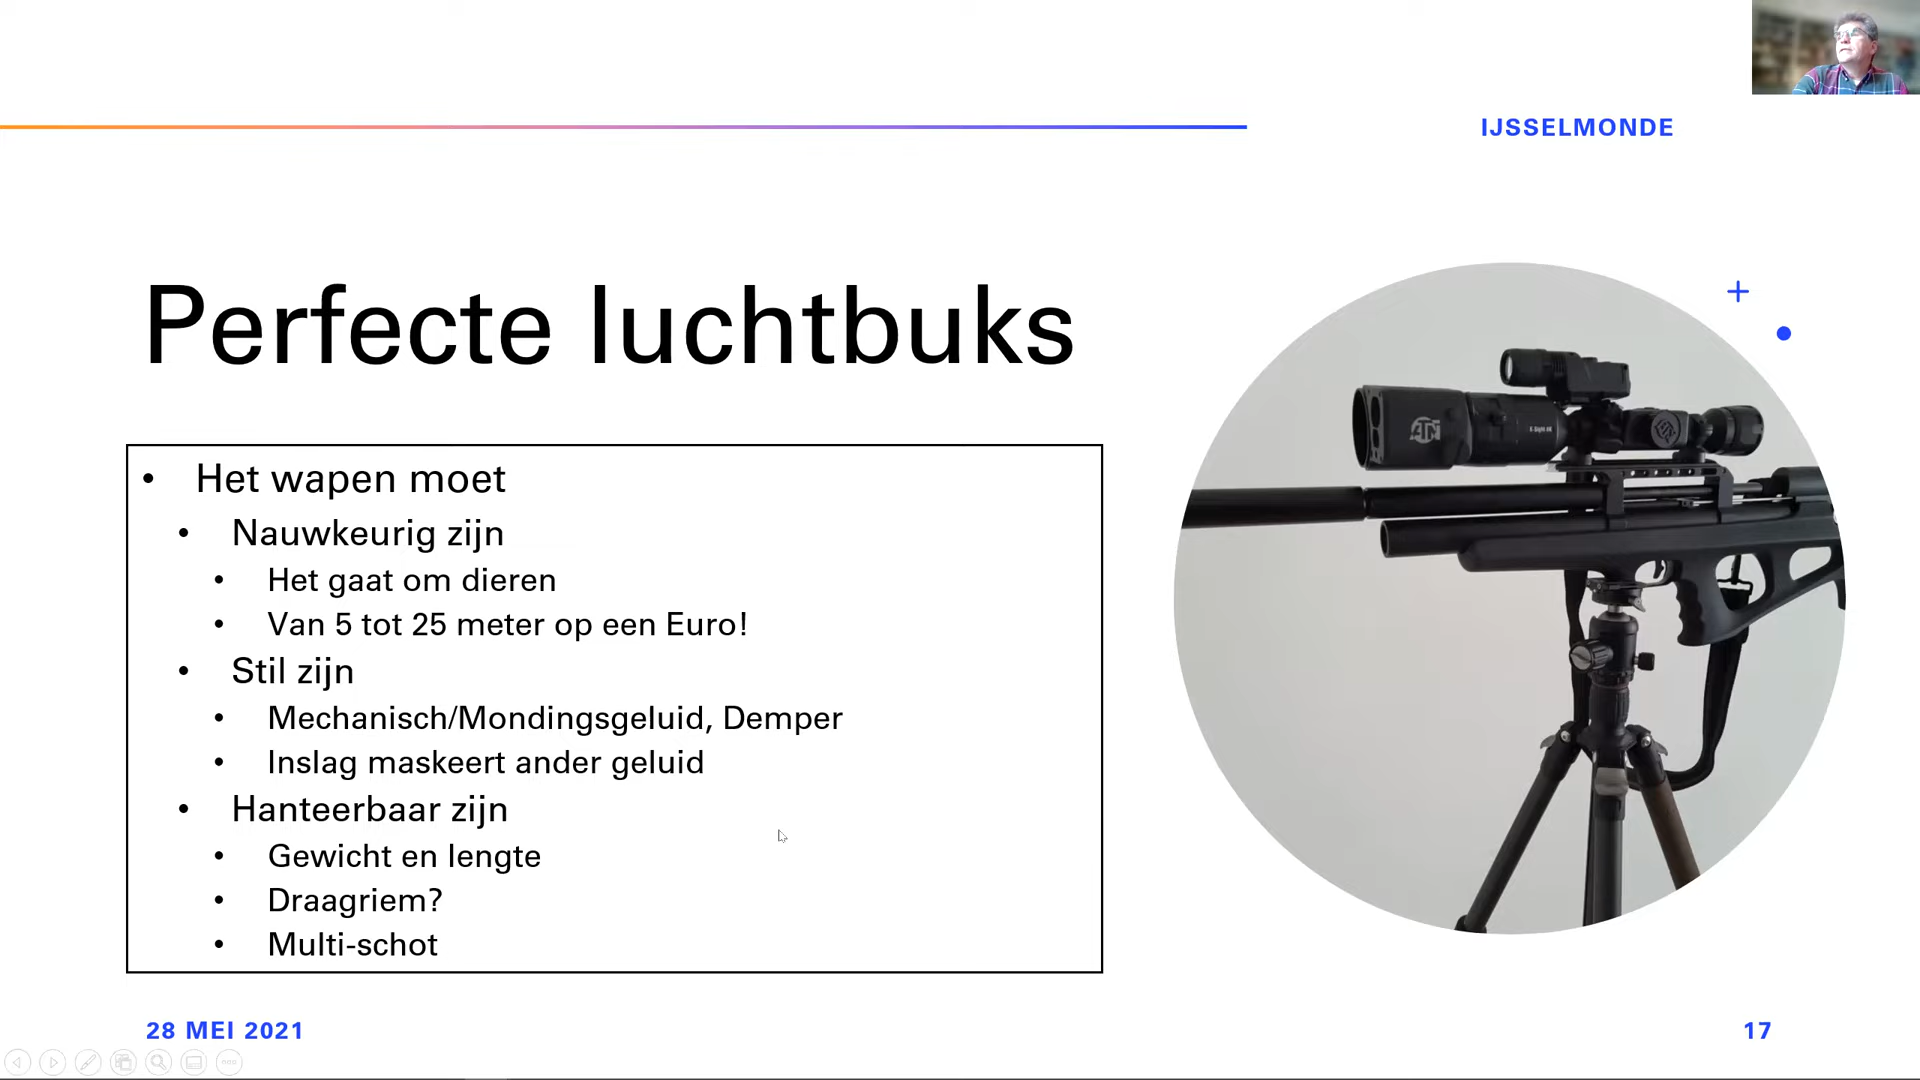 IJSSELMONDE
Perfecte luchtbuks
• Het wapen moet
• Nauwkeurig zijn
• Het gaat om dieren
• Van 5 tot 25 meter op een Euro!
• Stil zijn
• Mechanisch/Mondingsgeluid, Demper
• Inslag maskeert ander geluid
• Hanteerbaar zijn
• Gewicht en lengte
• Draagriem?
• Multi-schot
ATN
28 MEI 2021
17